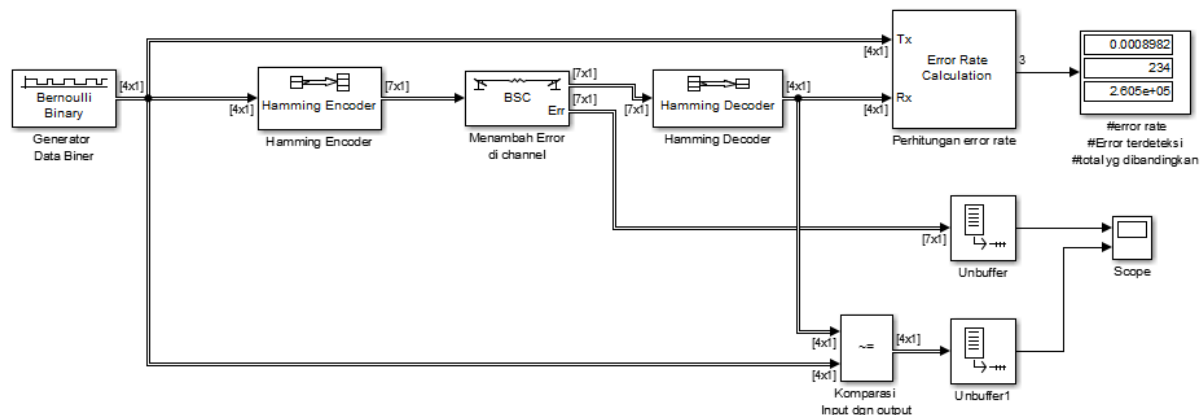 Bernoulli
Binary
[4x1]
Generator
Data Biner
[4x1]
Hamming Encoder
[7x1]
Hamming Encoder
BSC
Err
[7x1]
[7x1]
Menambah Error
di channel
[7x1]
Hamming Decoder
[4x1]
Hamming Decoder
[4x1]
Tx
Error Rate
Calculation
3
[4x1]
Rx
Perhitungan error rate
0.0008982
234
2.605e+05
#error rate
#Error terdeteksi
#total yg dibandingkan
[7x1]
Unbuffer
Scope
[4x1]
~=
[4x1]
[4x1]
Komparasi
Input dgn output
Unbuffer1